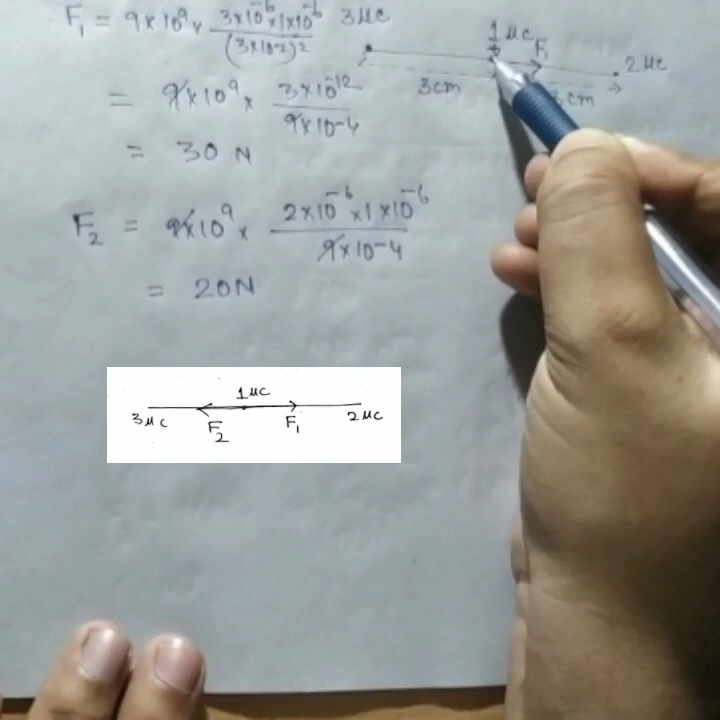 F₁ = 9×10⁹ × 3×10⁻⁶×1×10⁻⁶ / (3×10-2)²
3μc
1μc
F₁
2μc
3cm
3cm
= 9×10⁹ × 3×10⁻¹² / 9×10-4
= 30 N
F₂ = 9×10⁹ × 2×10⁻⁶ ×1×10⁻⁶ / 9×10-4
= 20N
1μc
3μc
F₂
F₁
2μc